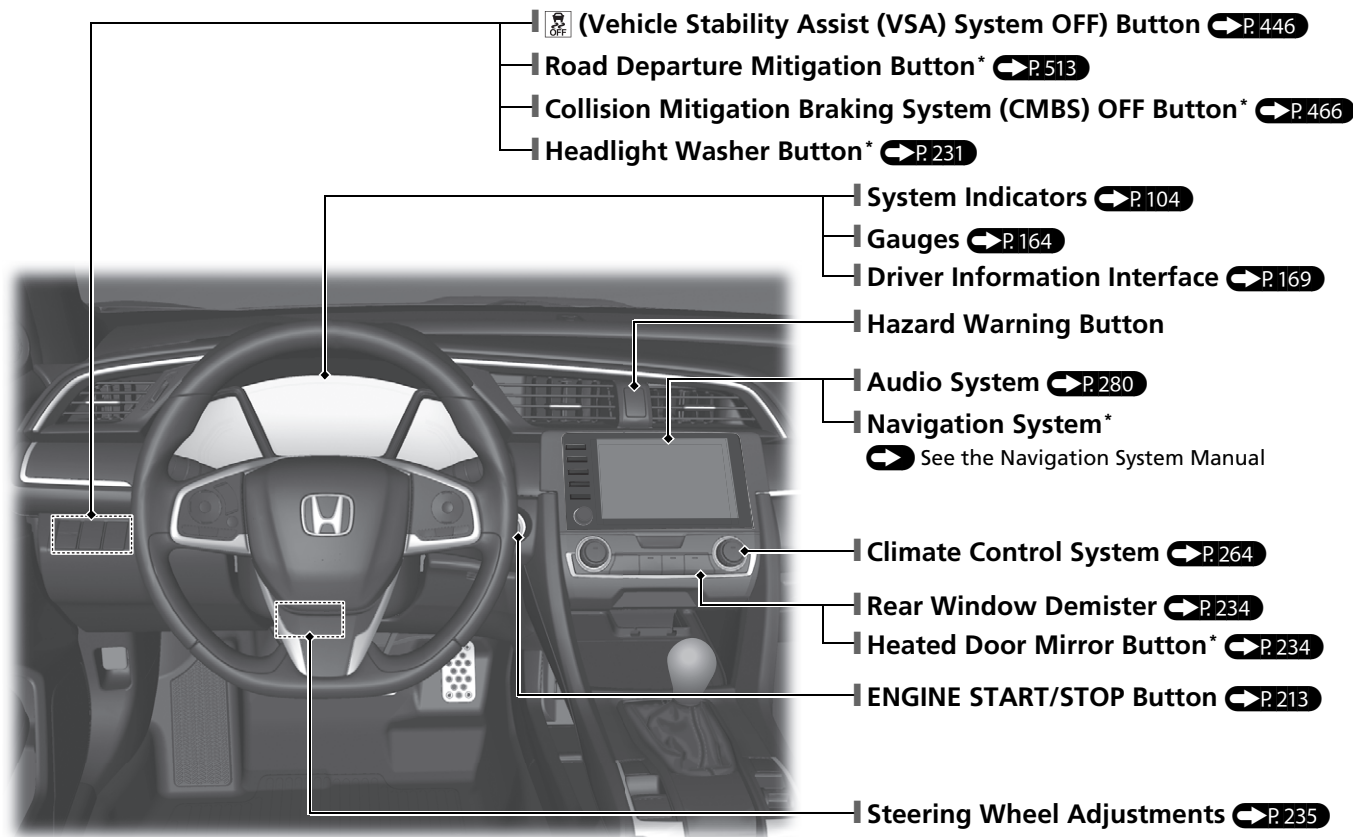 OFF (Vehicle Stability Assist (VSA) System OFF) Button P. 446
Road Departure Mitigation Button* P. 513
Collision Mitigation Braking System (CMBS) OFF Button* P. 466
Headlight Washer Button* P. 231
System Indicators P. 104
Gauges P. 164
Driver Information Interface P. 169
Hazard Warning Button
Audio System P. 280
Navigation System*
See the Navigation System Manual
Climate Control System P. 264
Rear Window Demister P. 234
Heated Door Mirror Button* P. 234
ENGINE START/STOP Button P. 213
Steering Wheel Adjustments P. 235